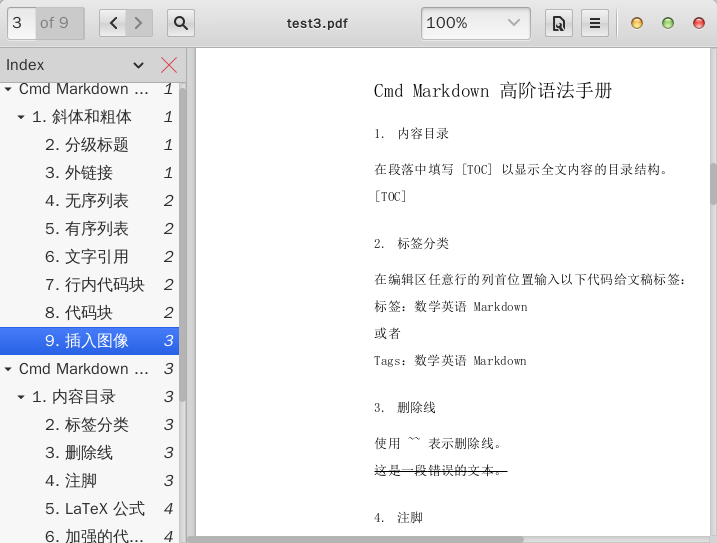 3 of 9
test3.pdf
100%
Index
Cmd Markdown ... 1
1. 斜体和粗体 1
2. 分级标题 1
3. 外链接 1
4. 无序列表 2
5. 有序列表 2
6. 文字引用 2
7. 行内代码块 2
8. 代码块 2
9. 插入图像 3
Cmd Markdown ... 3
1. 内容目录 3
2. 标签分类 3
3. 删除线 3
4. 注脚 3
5. LaTeX 公式 4
6. 加强的代... 4
Cmd Markdown 高阶语法手册
1. 内容目录
在段落中填写 [TOC] 以显示全文内容的目录结构。
[TOC]
2. 标签分类
在编辑区任意行的列首位置输入以下代码给文稿标签：
标签：数学英语 Markdown
或者
Tags：数学英语 Markdown
3. 删除线
使用 ~~ 表示删除线。
这是一段错误的文本。
4. 注脚